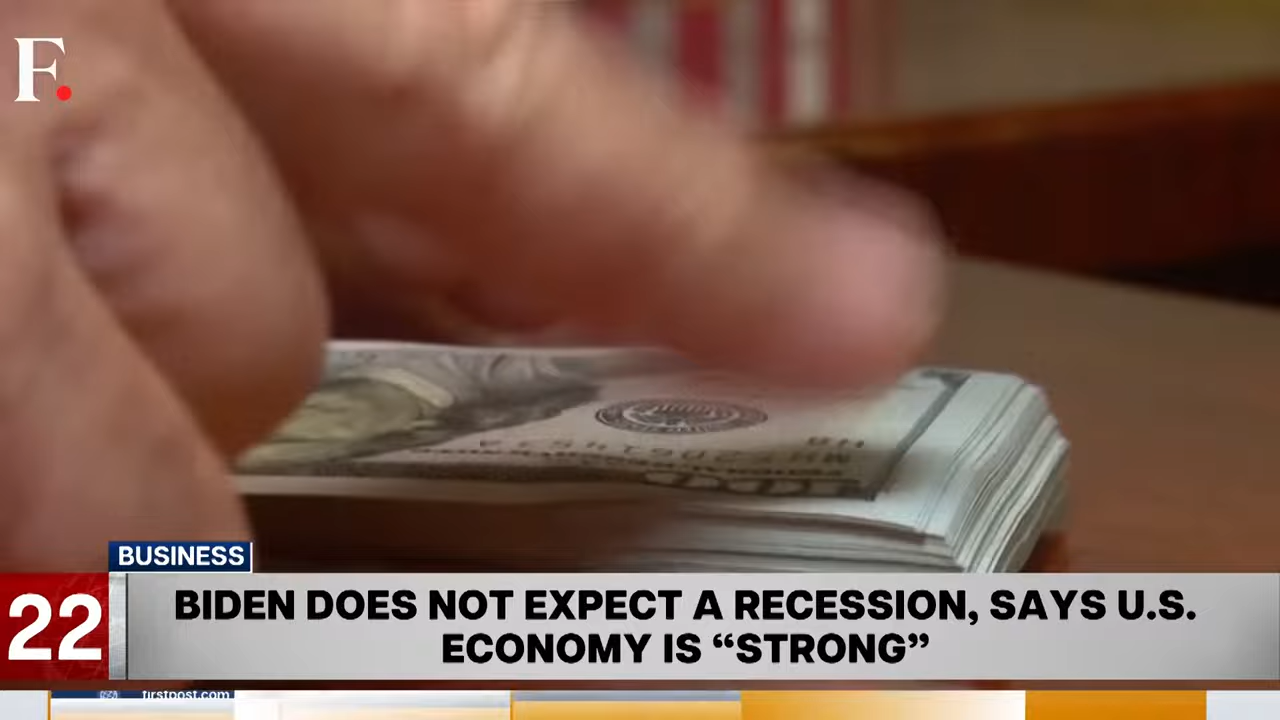 F.
BUSINESS
22
BIDEN DOES NOT EXPECT A RECESSION, SAYS U.S.
ECONOMY IS “STRONG”
firstpost.com